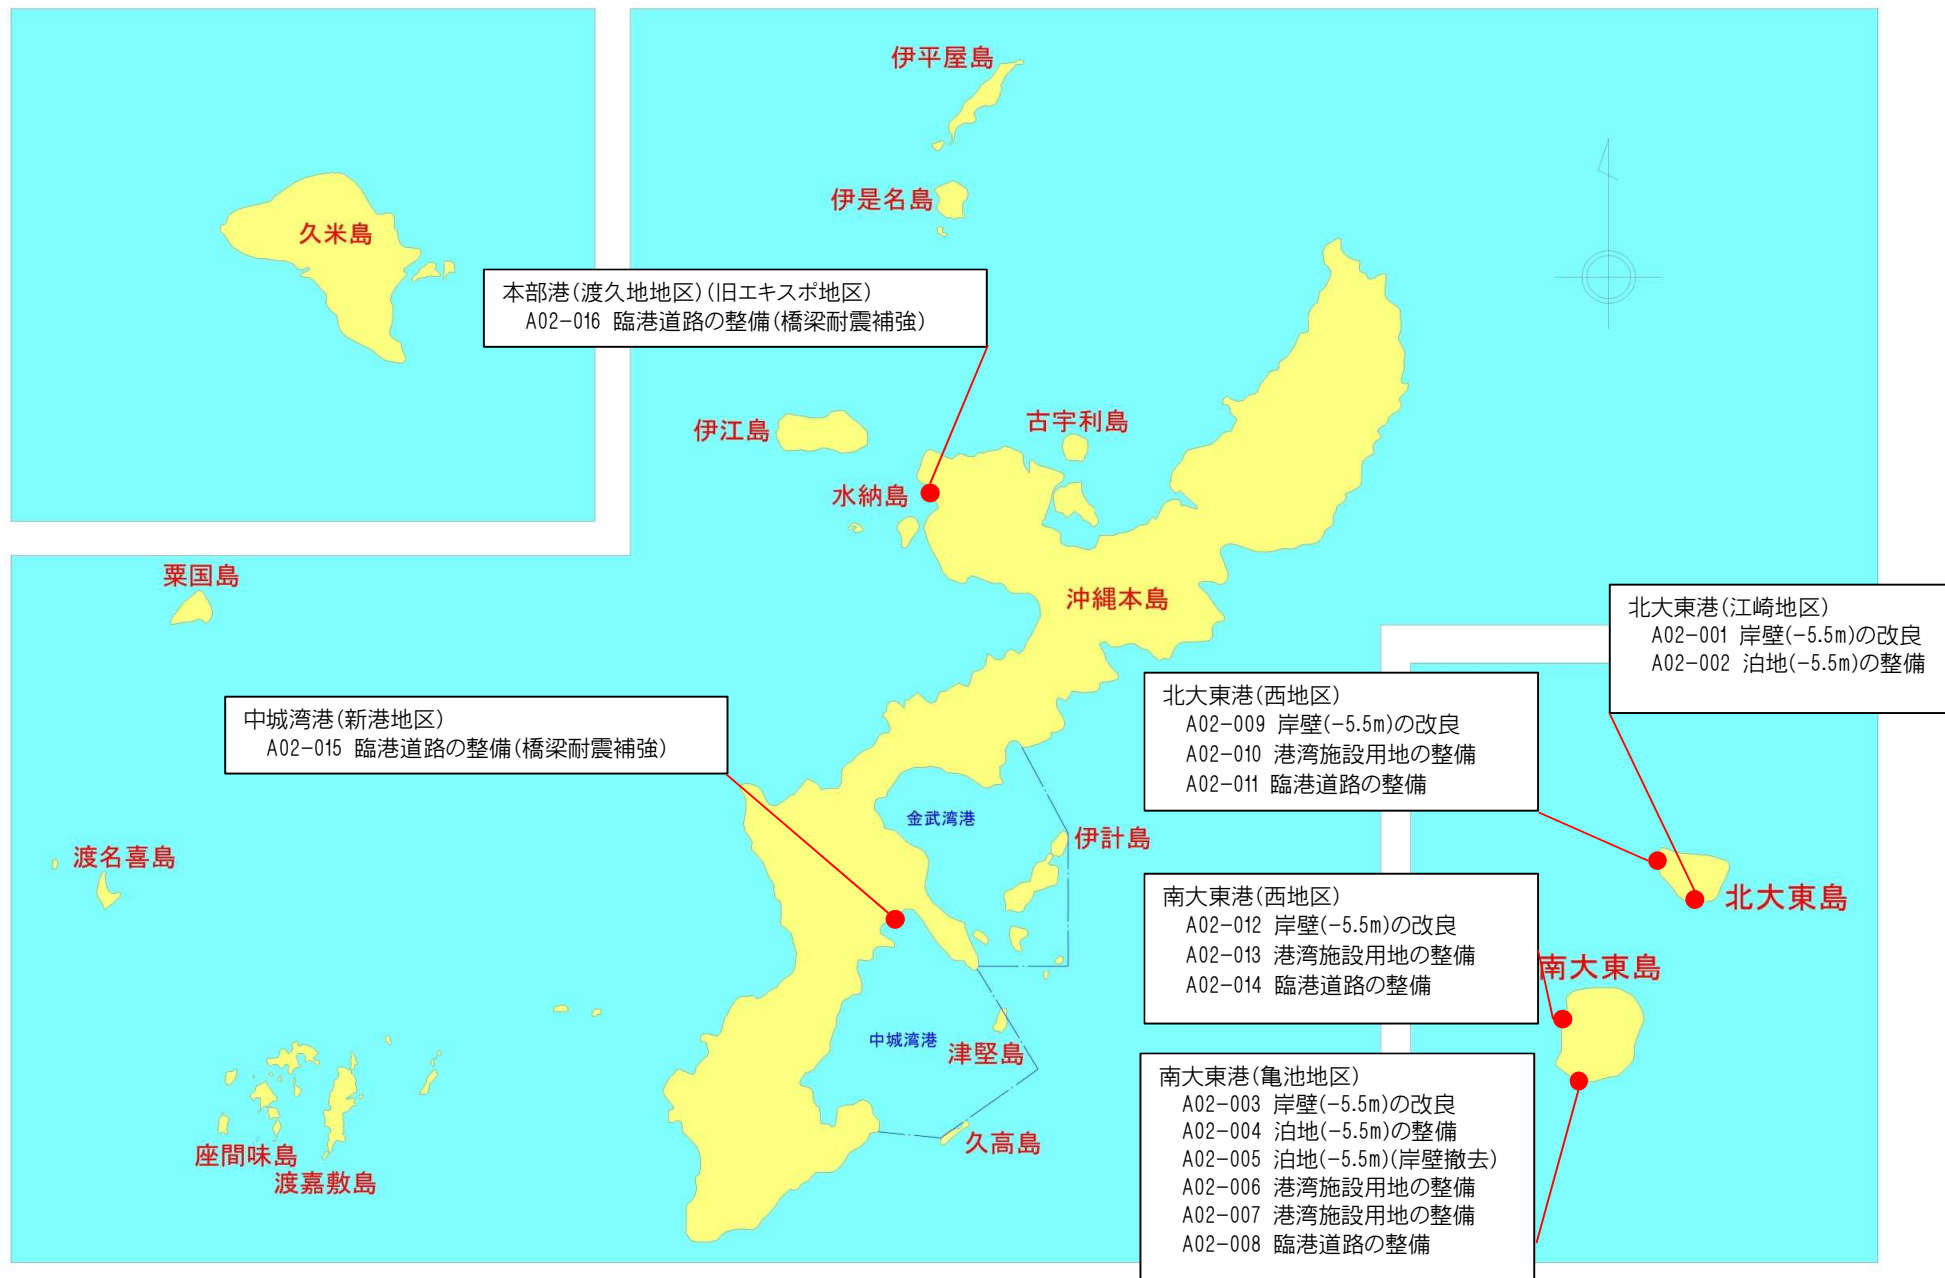 伊平屋島
伊是名島
久米島
本部港(渡久地地区)(旧エキスポ地区)
A02-016 臨港道路の整備(橋梁耐震補強)
伊江島
古宇利島
水納島
粟国島
沖縄本島
北大東港(江崎地区)
A02-001 岸壁(-5.5m)の改良
A02-002 泊地(-5.5m)の整備
北大東港(西地区)
A02-009 岸壁(-5.5m)の改良
A02-010 港湾施設用地の整備
A02-011 臨港道路の整備
中城湾港(新港地区)
A02-015 臨港道路の整備(橋梁耐震補強)
金武湾港
伊計島
渡名喜島
北大東島
南大東港(西地区)
A02-012 岸壁(-5.5m)の改良
A02-013 港湾施設用地の整備
A02-014 臨港道路の整備
南大東島
中城湾港
津堅島
南大東港(亀池地区)
A02-003 岸壁(-5.5m)の改良
A02-004 泊地(-5.5m)の整備
A02-005 泊地(-5.5m)(岸壁撤去)
A02-006 港湾施設用地の整備
A02-007 港湾施設用地の整備
A02-008 臨港道路の整備
久高島
座間味島
渡嘉敷島